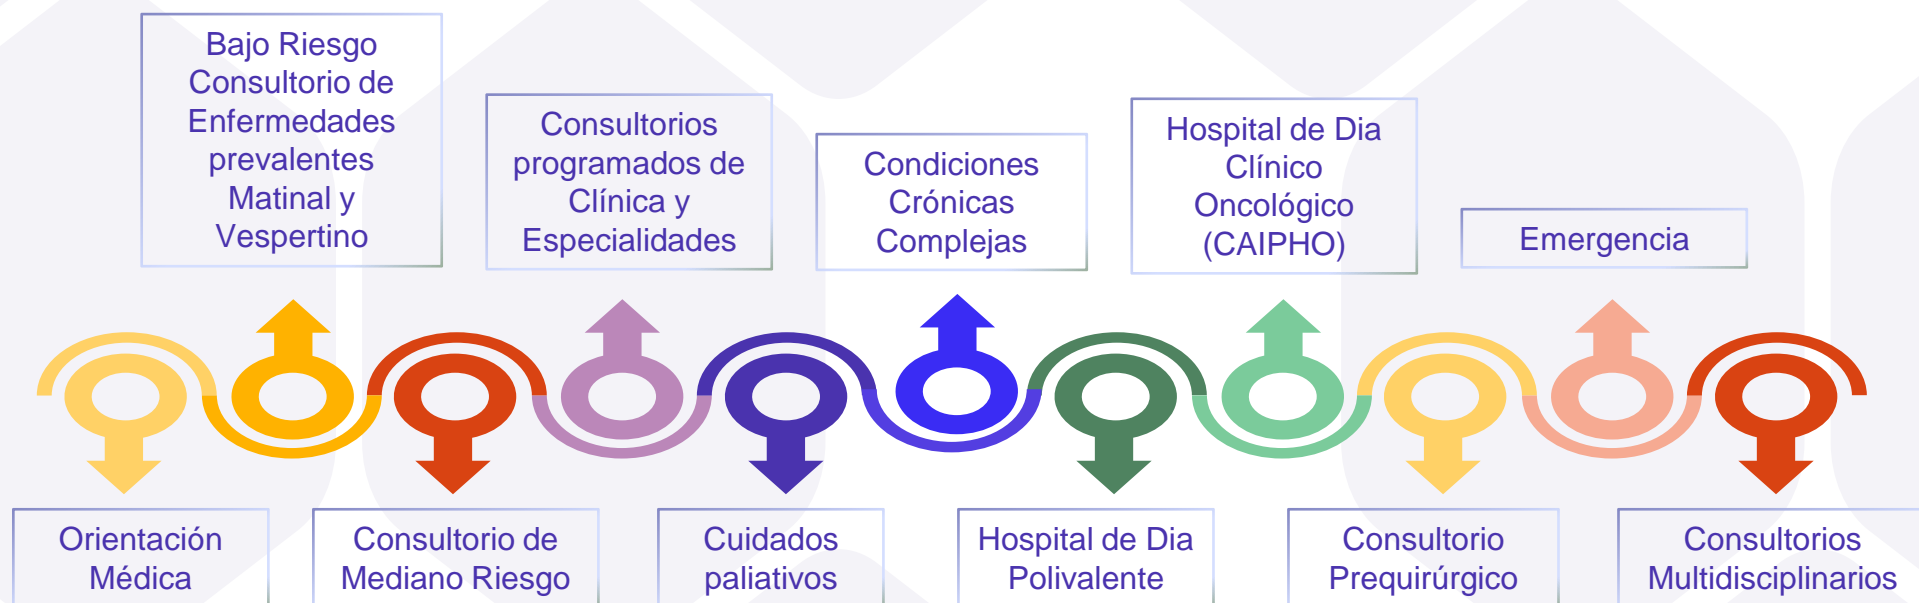 Bajo Riesgo
Consultorio de
Enfermedades
prevalentes
Matinal y
Vespertino
Consultorios
programados de
Clínica y
Especialidades
Condiciones
Crónicas
Complejas
Hospital de Dia
Clínico
Oncológico
(CAIPHO)
Emergencia
Orientación
Médica
Consultorio de
Mediano Riesgo
Cuidados
paliativos
Hospital de Dia
Polivalente
Consultorio
Prequirúrgico
Consultorios
Multidisciplinarios